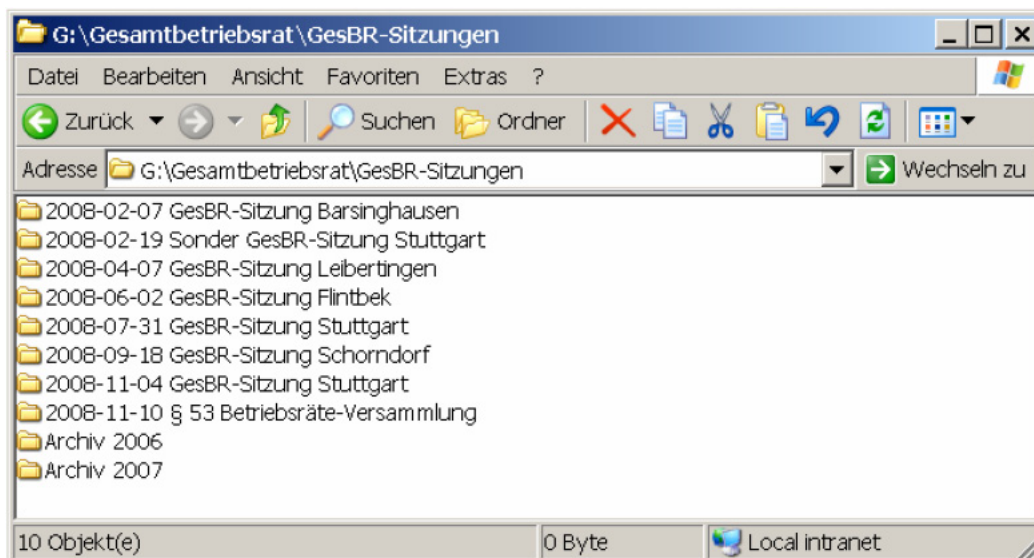 G:\Gesamtbetriebsrat\GesBR-Sitzungen
Datei Bearbeiten Ansicht Favoriten Extras ?
Zurück Suchen Ordner
Adresse G:\Gesamtbetriebsrat\GesBR-Sitzungen Wechseln zu
2008-02-07 GesBR-Sitzung Barsinghausen
2008-02-19 Sonder GesBR-Sitzung Stuttgart
2008-04-07 GesBR-Sitzung Leibertingen
2008-06-02 GesBR-Sitzung Flintbek
2008-07-31 GesBR-Sitzung Stuttgart
2008-09-18 GesBR-Sitzung Schorndorf
2008-11-04 GesBR-Sitzung Stuttgart
2008-11-10 § 53 Betriebsräte-Versammlung
Archiv 2006
Archiv 2007
10 Objekt(e) 0 Byte Local intranet